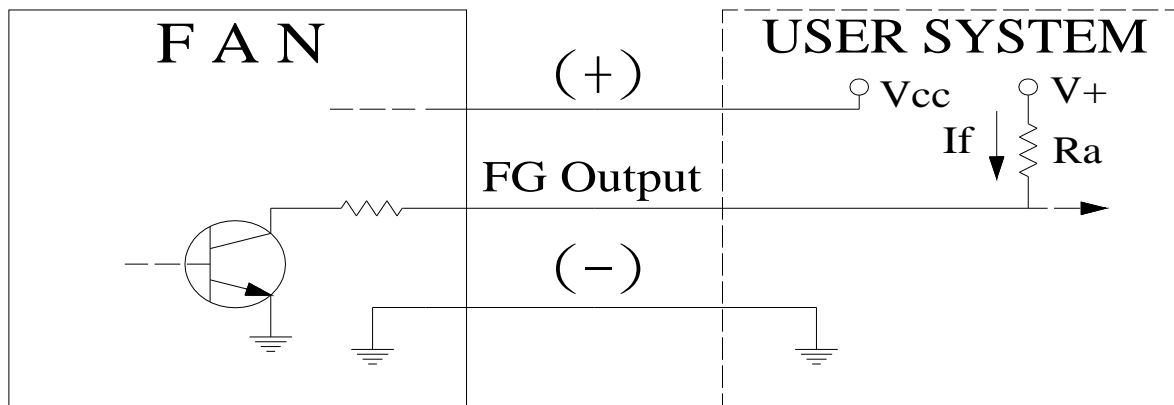 F A N
USER SYSTEM
(+)
Vcc
V+
If
Ra
FG Output
(−)